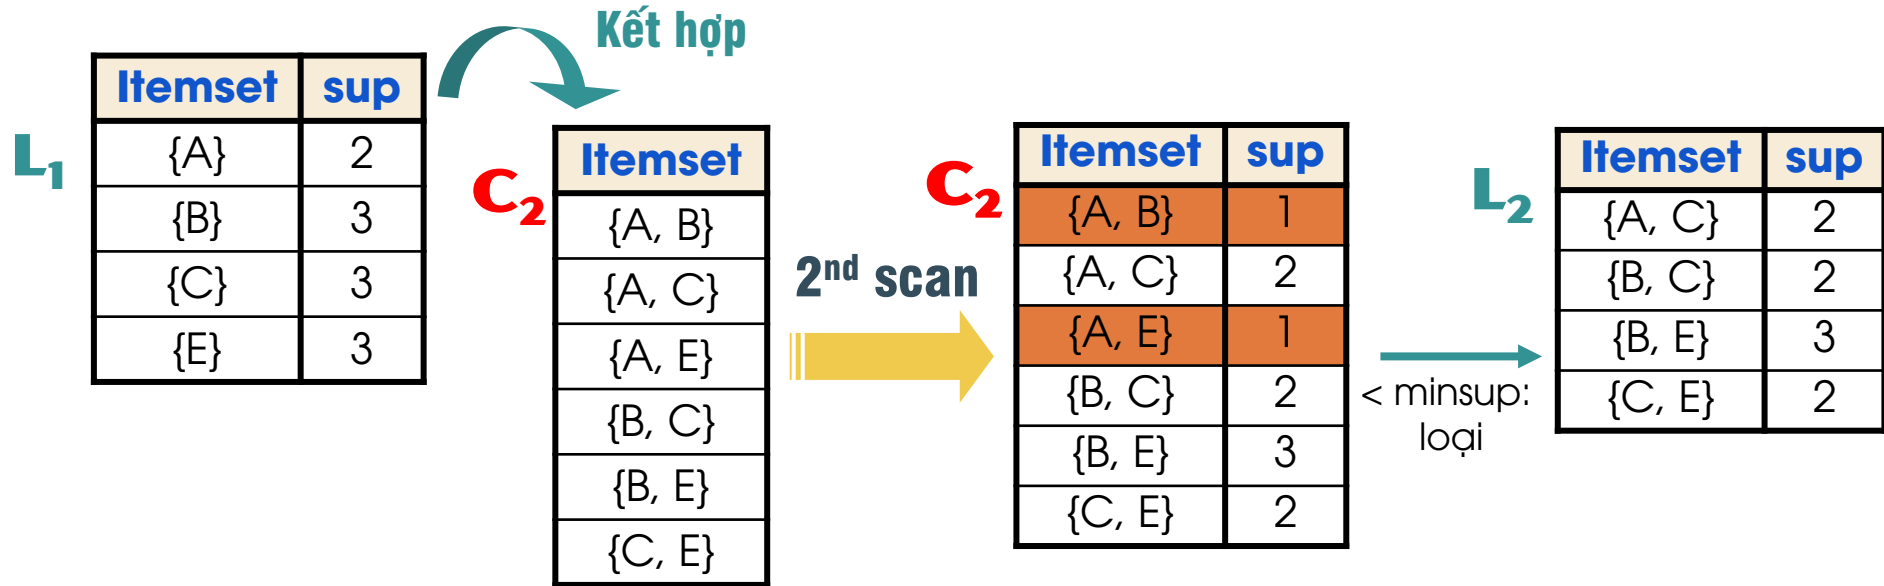 Kết hợp
L1
Itemset sup
{A} 2
{B} 3
{C} 3
{E} 3
C2
Itemset
{A, B}
{A, C}
{A, E}
{B, C}
{B, E}
{C, E}
2nd scan
C2
Itemset sup
{A, B} 1
{A, C} 2
{A, E} 1
{B, C} 2
{B, E} 3
{C, E} 2
< minsup:
loại
L2
Itemset sup
{A, C} 2
{B, C} 2
{B, E} 3
{C, E} 2